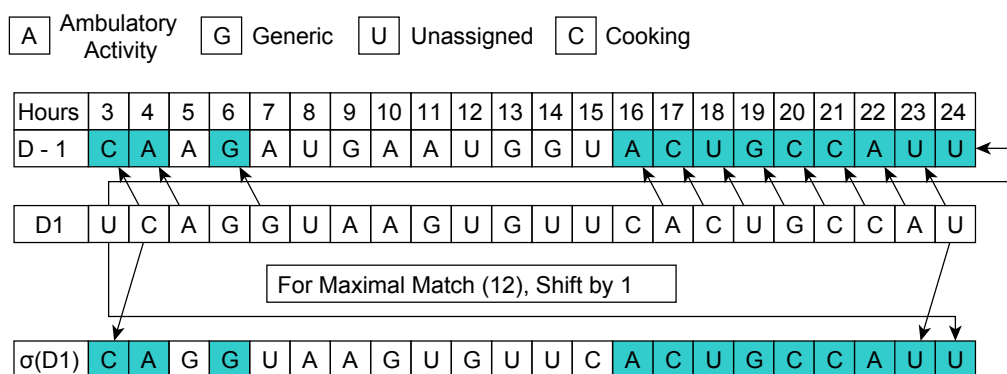 A Ambulatory Activity G Generic U Unassigned C Cooking
Hours 3 4 5 6 7 8 9 10 11 12 13 14 15 16 17 18 19 20 21 22 23 24
D - 1 C A A G A U G A A U G G U A C U G C C A U U
D1 U C A G G U A A G U G U U C A C U G C C A U
For Maximal Match (12), Shift by 1
σ(D1) C A G G U A A G U G U U C A C U G C C A U U